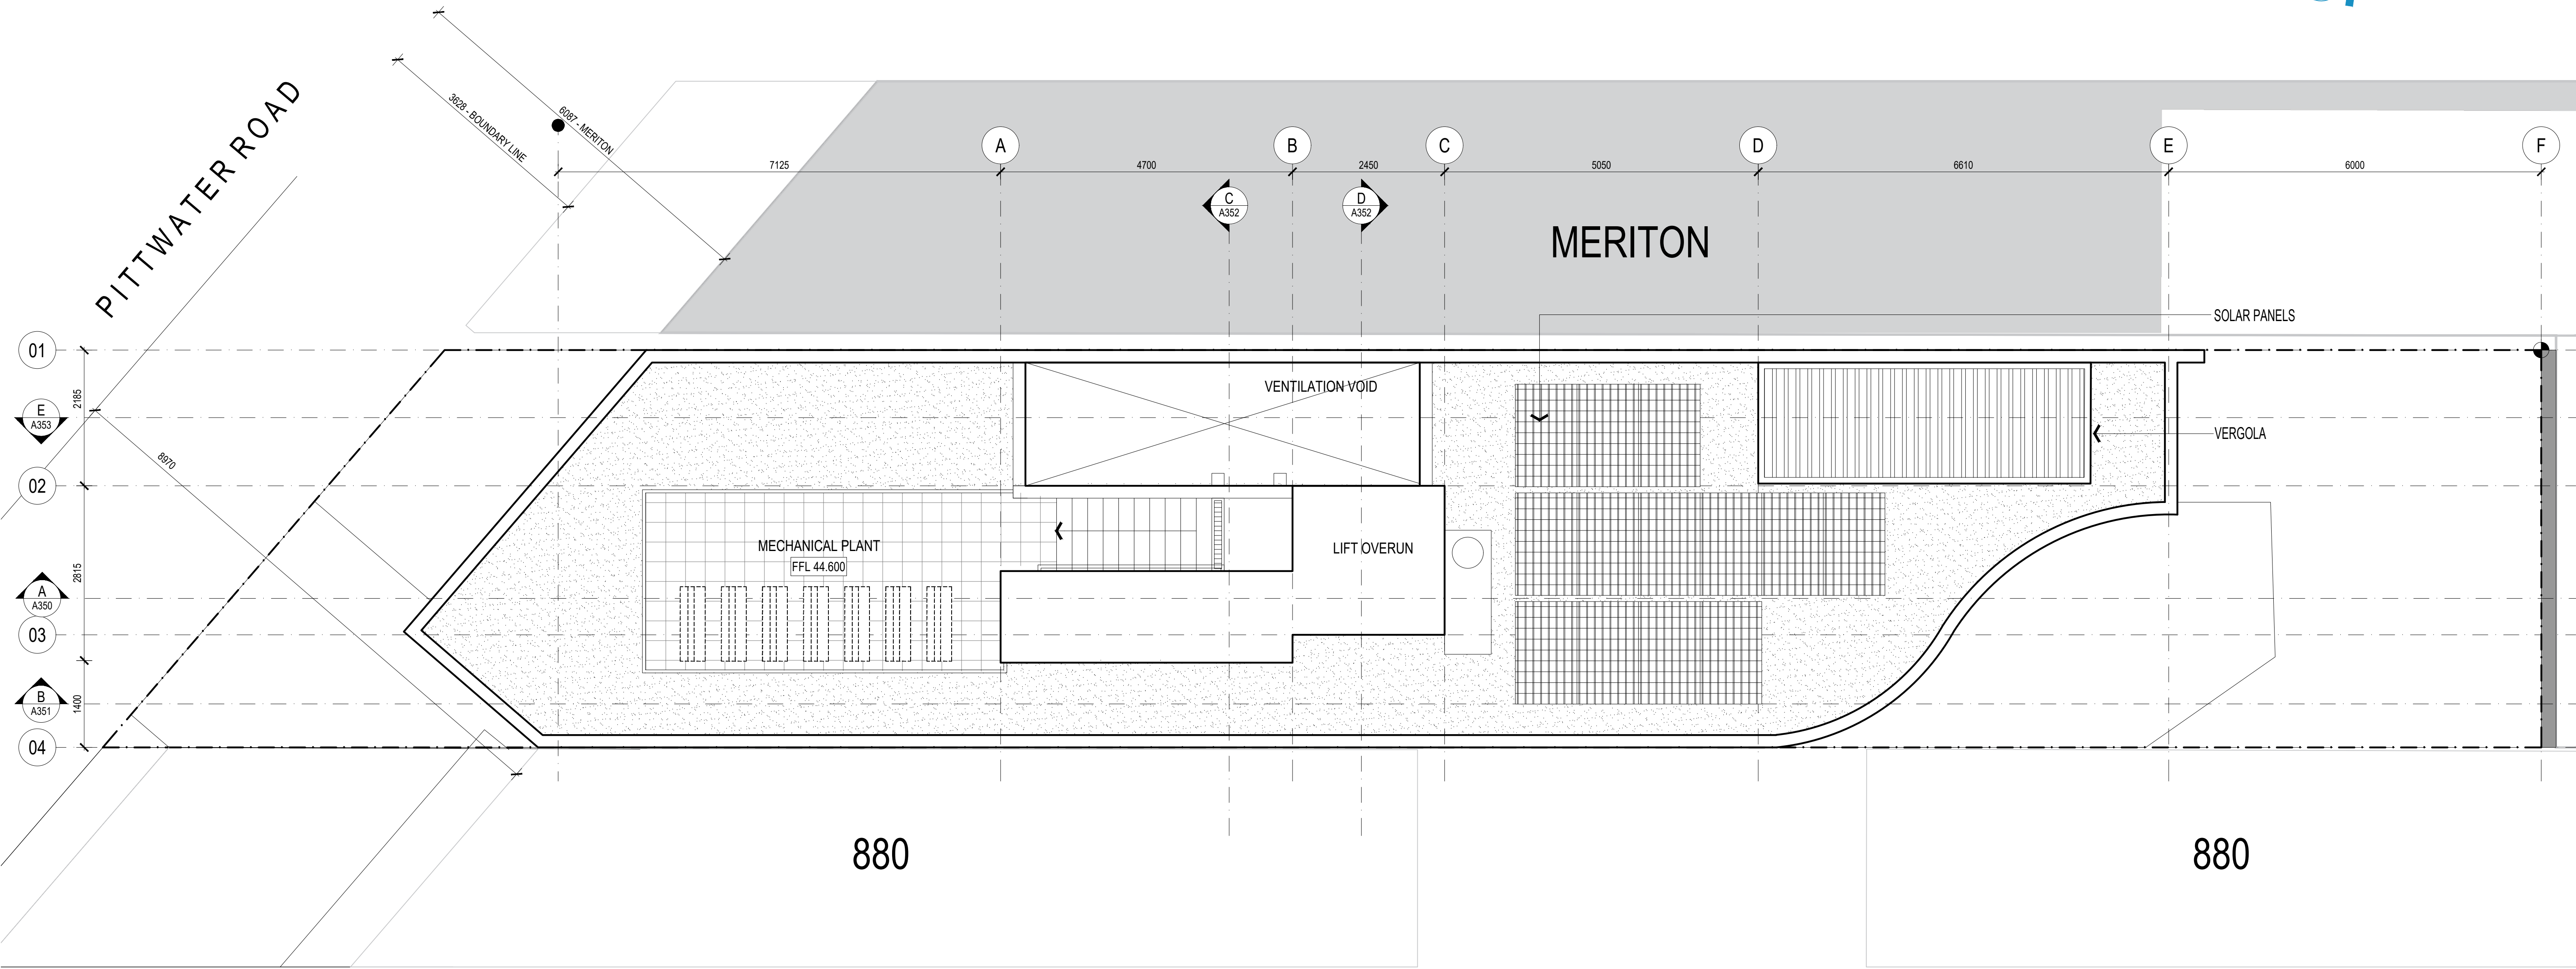 PITTWATER ROAD
3628 - BOUNDARY LINE
6087 - MERITON
A
B
C
D
E
F
7125
4700
2450
5050
6610
6000
C
A352
D
A352
MERITON
SOLAR PANELS
VERGOLA
01
2185
E
A353
02
8970
2815
A
A350
03
B
A351
1400
04
VENTILATION VOID
MECHANICAL PLANT
FFL 44.600
LIFT OVERUN
880
880